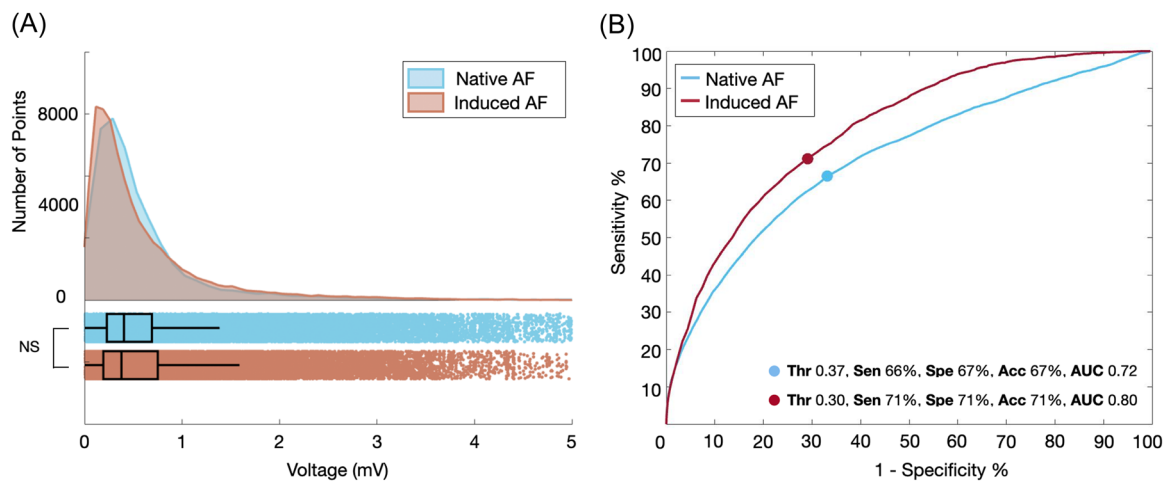 (A)
Number of Points
8000
4000
0
Native AF
Induced AF
NS
0 1 2 3 4 5
Voltage (mV)
(B)
Sensitivity %
100
90
80
70
60
50
40
30
20
10
Native AF
Induced AF
Thr 0.37, Sen 66%, Spe 67%, Acc 67%, AUC 0.72
Thr 0.30, Sen 71%, Spe 71%, Acc 71%, AUC 0.80
0 10 20 30 40 50 60 70 80 90 100
1 - Specificity %